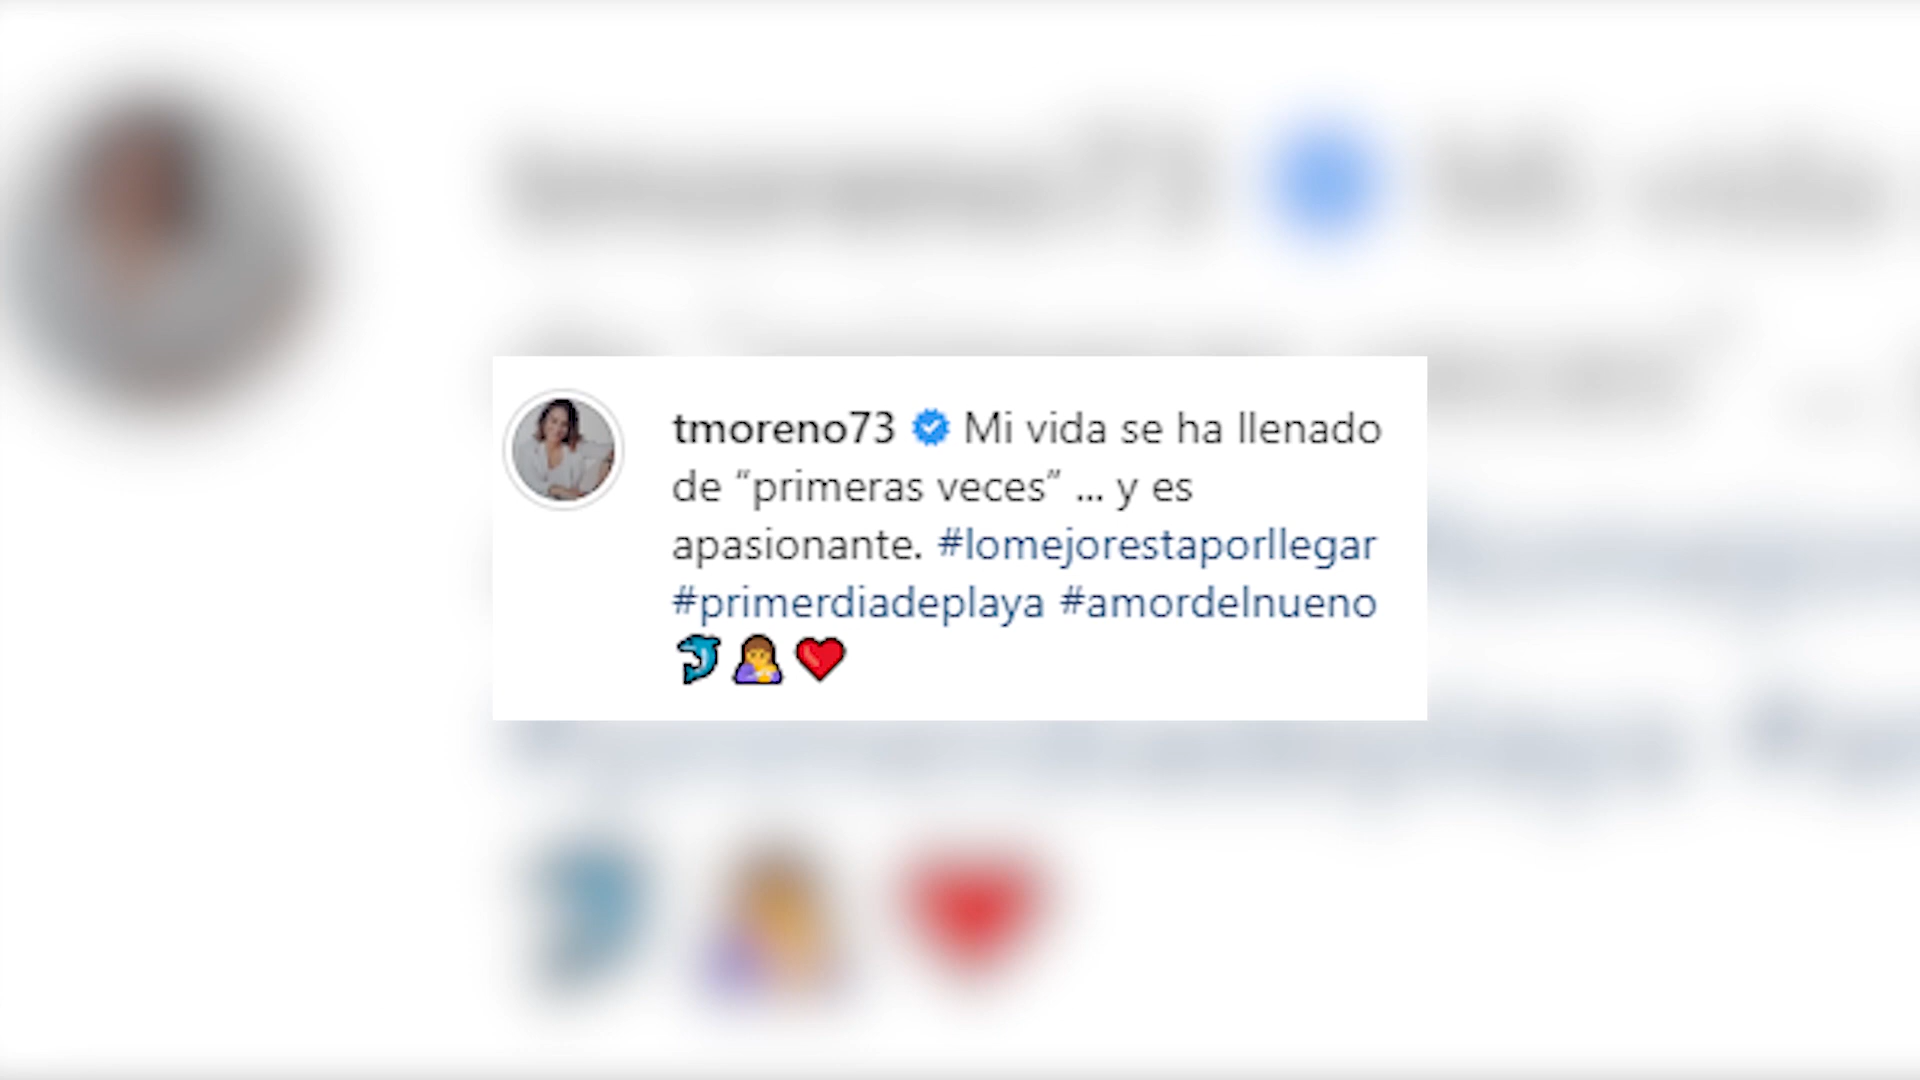 tmoreno73 Mi vida se ha llenado
de “primeras veces” ... y es
apasionante. #lomejorestaporllegar
#primerdiadeplaya #amordelnueno